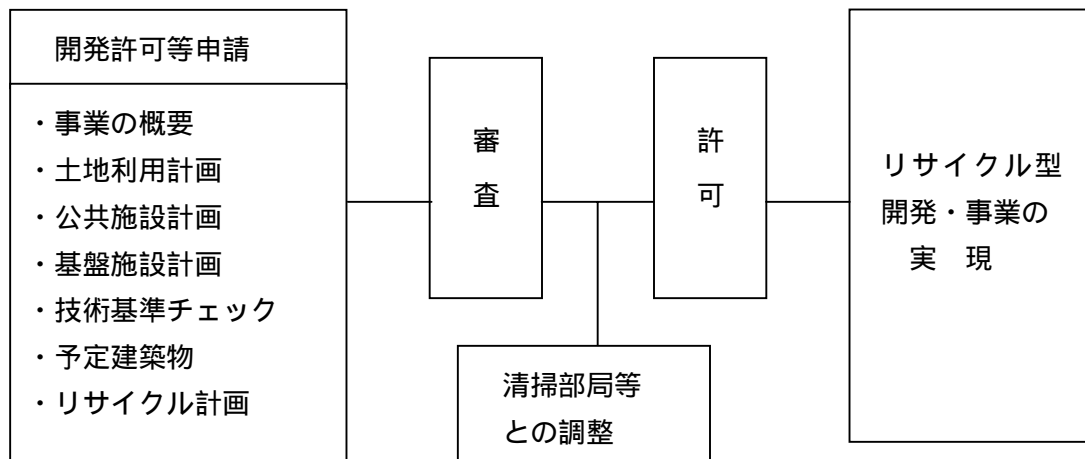 開発許可等申請
・事業の概要
・土地利用計画
・公共施設計画
・基盤施設計画
・技術基準チェック
・予定建築物
・リサイクル計画
審査
許可
清掃部局等
との調整
リサイクル型
開発・事業の
実　現